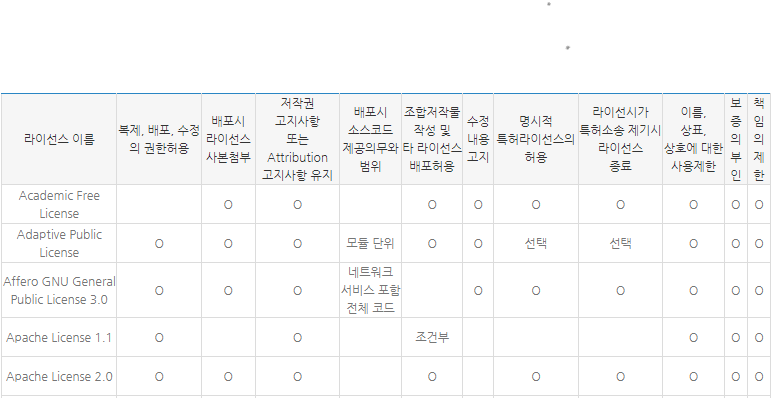 라이선스 이름 | 복제, 배포, 수정의 권한허용 | 배포시 라이선스 사본첨부 | 저작권 고지사항 또는 Attribution 고지사항 유지 | 배포시 소스코드 제공의무와 범위 | 조합저작물 작성 및 타 라이선스 배포허용 | 수정 내용 고지 | 명시적 특허라이선스의 허용 | 라이선시가 특허소송 제기시 라이선스 종료 | 이름, 상표, 상호에 대한 사용제한 | 보증의 부인 | 책임의 제한
Academic Free License | | O | O | | O | O | O | O | O | O | O
Adaptive Public License | O | O | O | 모듈 단위 | O | O | 선택 | 선택 | O | O | O
Affero GNU General Public License 3.0 | O | O | O | 네트워크 서비스 포함 전체 코드 | | O | O | O | O | O | O
Apache License 1.1 | O | | O | | 조건부 | | | | O | O | O
Apache License 2.0 | O | O | O | | O | | O | O | O | O | O